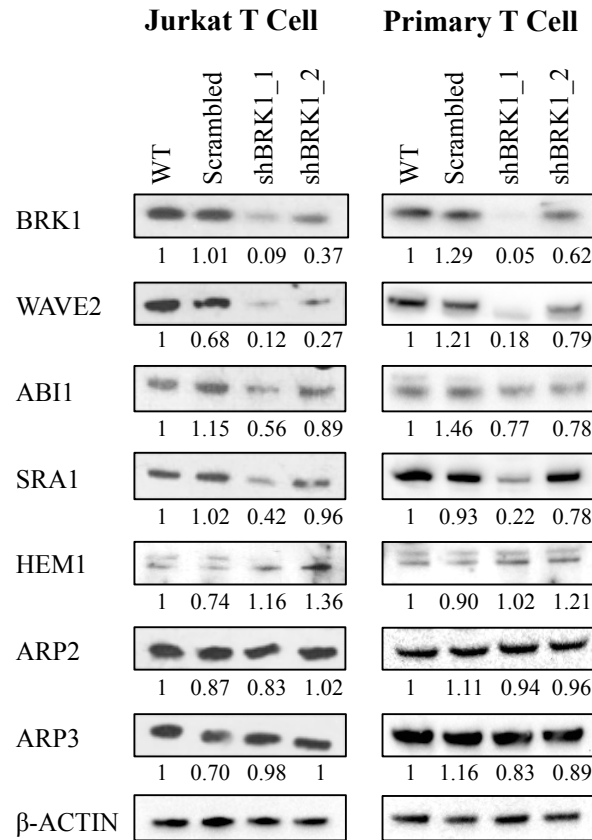 Jurkat T Cell Primary T Cell
WT Scrambled shBRK1_1 shBRK1_2 WT Scrambled shBRK1_1 shBRK1_2
BRK1
1 1.01 0.09 0.37 1 1.29 0.05 0.62
WAVE2
1 0.68 0.12 0.27 1 1.21 0.18 0.79
ABI1
1 1.15 0.56 0.89 1 1.46 0.77 0.78
SRA1
1 1.02 0.42 0.96 1 0.93 0.22 0.78
HEM1
1 0.74 1.16 1.36 1 0.90 1.02 1.21
ARP2
1 0.87 0.83 1.02 1 1.11 0.94 0.96
ARP3
1 0.70 0.98 1 1 1.16 0.83 0.89
β-ACTIN